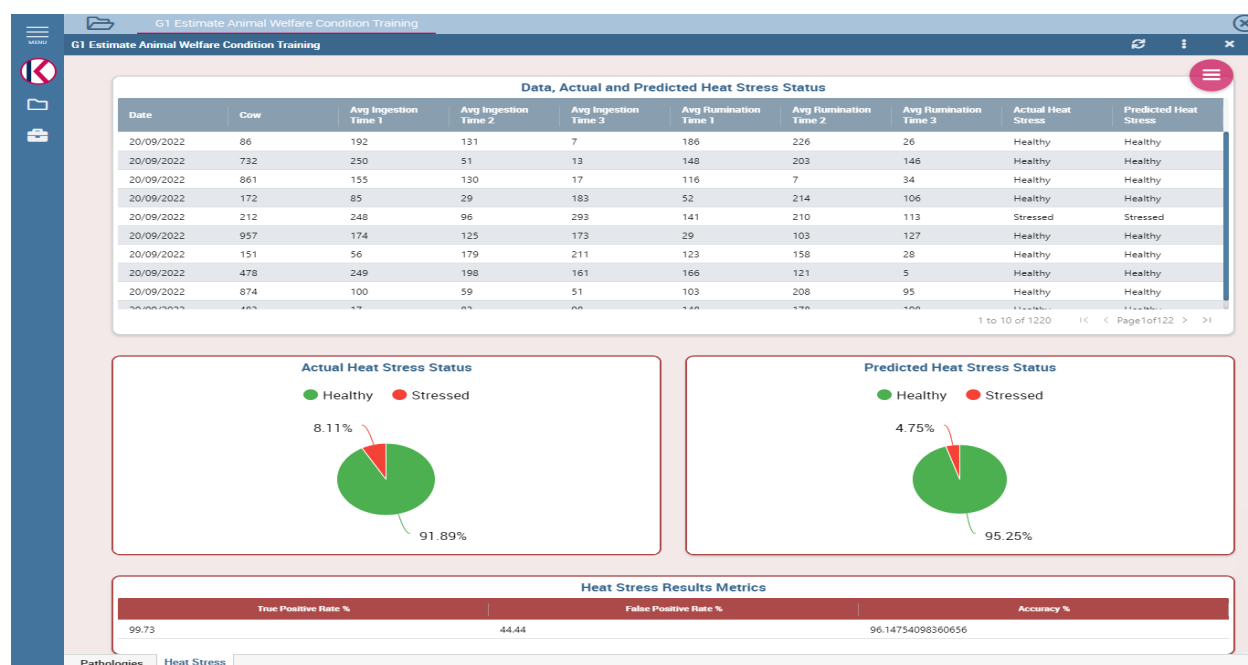 G1 Estimate Animal Welfare Condition Training
MENU
G1 Estimate Animal Welfare Condition Training
Data, Actual and Predicted Heat Stress Status
Date Cow Avg Ingestion Time 1 Avg Ingestion Time 2 Avg Ingestion Time 3 Avg Rumination Time 1 Avg Rumination Time 2 Avg Rumination Time 3 Actual Heat Stress Predicted Heat Stress
20/09/2022 86 192 131 7 186 226 26 Healthy Healthy
20/09/2022 732 250 51 13 148 203 146 Healthy Healthy
20/09/2022 861 155 130 17 116 7 34 Healthy Healthy
20/09/2022 172 85 29 183 52 214 106 Healthy Healthy
20/09/2022 212 248 96 293 141 210 113 Stressed Stressed
20/09/2022 957 174 125 173 29 103 127 Healthy Healthy
20/09/2022 151 56 179 211 123 158 28 Healthy Healthy
20/09/2022 478 249 198 161 166 121 5 Healthy Healthy
20/09/2022 874 100 59 51 103 208 95 Healthy Healthy
1 to 10 of 1220 Page1of122
Actual Heat Stress Status
Healthy Stressed
8.11%
91.89%
Predicted Heat Stress Status
Healthy Stressed
4.75%
95.25%
Heat Stress Results Metrics
True Positive Rate % False Positive Rate % Accuracy %
99.73 44.44 96.14754098360656
Pathologies Heat Stress